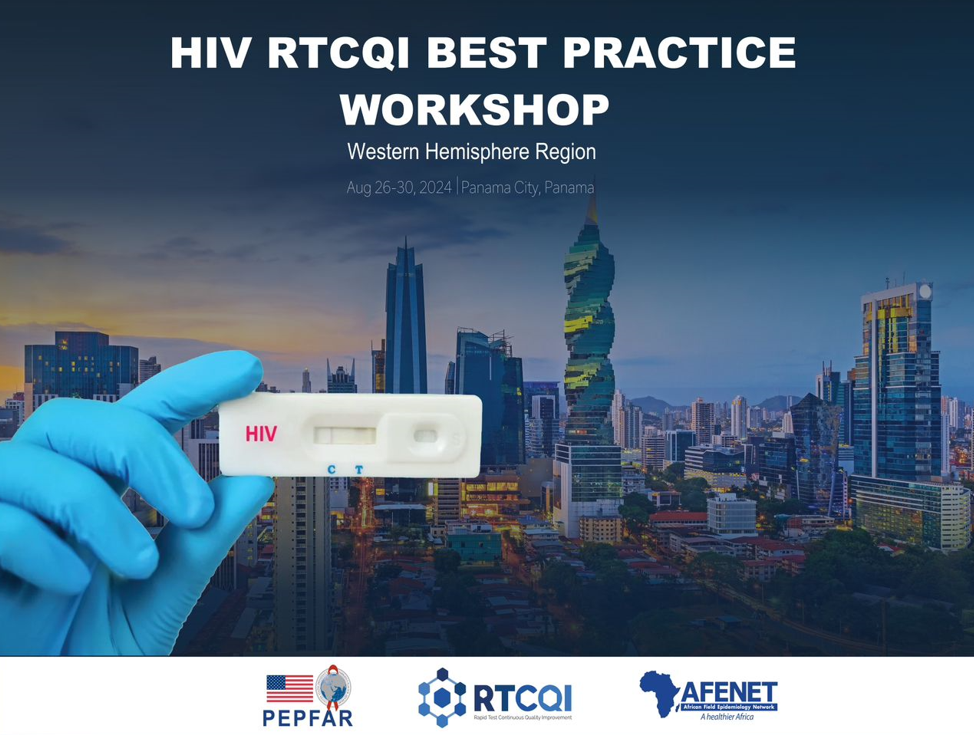 HIV RTCQI BEST PRACTICE
WORKSHOP
Western Hemisphere Region
Aug 26-30, 2024 | Panama City, Panama
HIV
S
C T
PEPFAR
RTCQI
Rapid Test Continuous Quality Improvement
AFENET
African Field Epidemiology Network
A healthier Africa